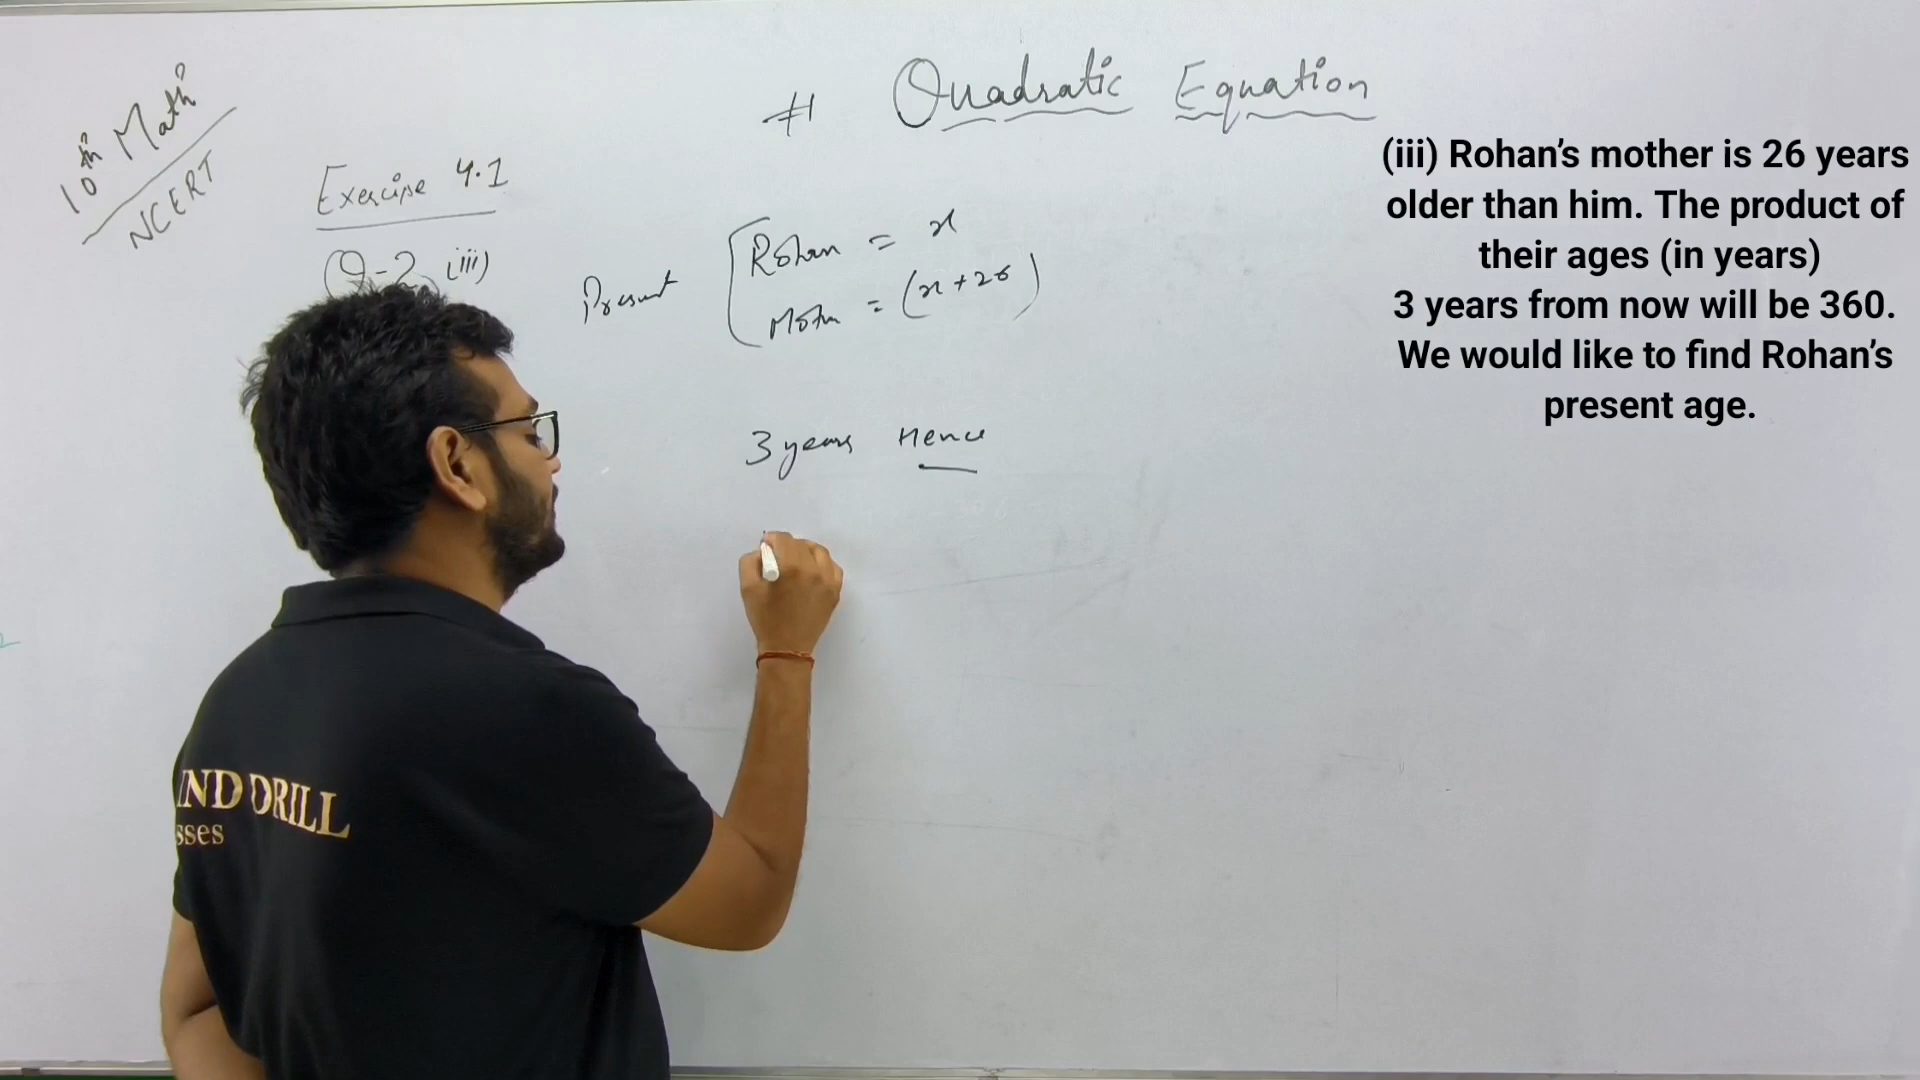 10th Math
NCERT
# Quadratic Equation
Exercise 4.1
Q-2 (iii)
Present
Rohan = x
= (x+26)
3 years Hence
(iii) Rohan's mother is 26 years
older than him. The product of
their ages (in years)
3 years from now will be 360.
We would like to find Rohan's
present age.
IND DRILL
sses